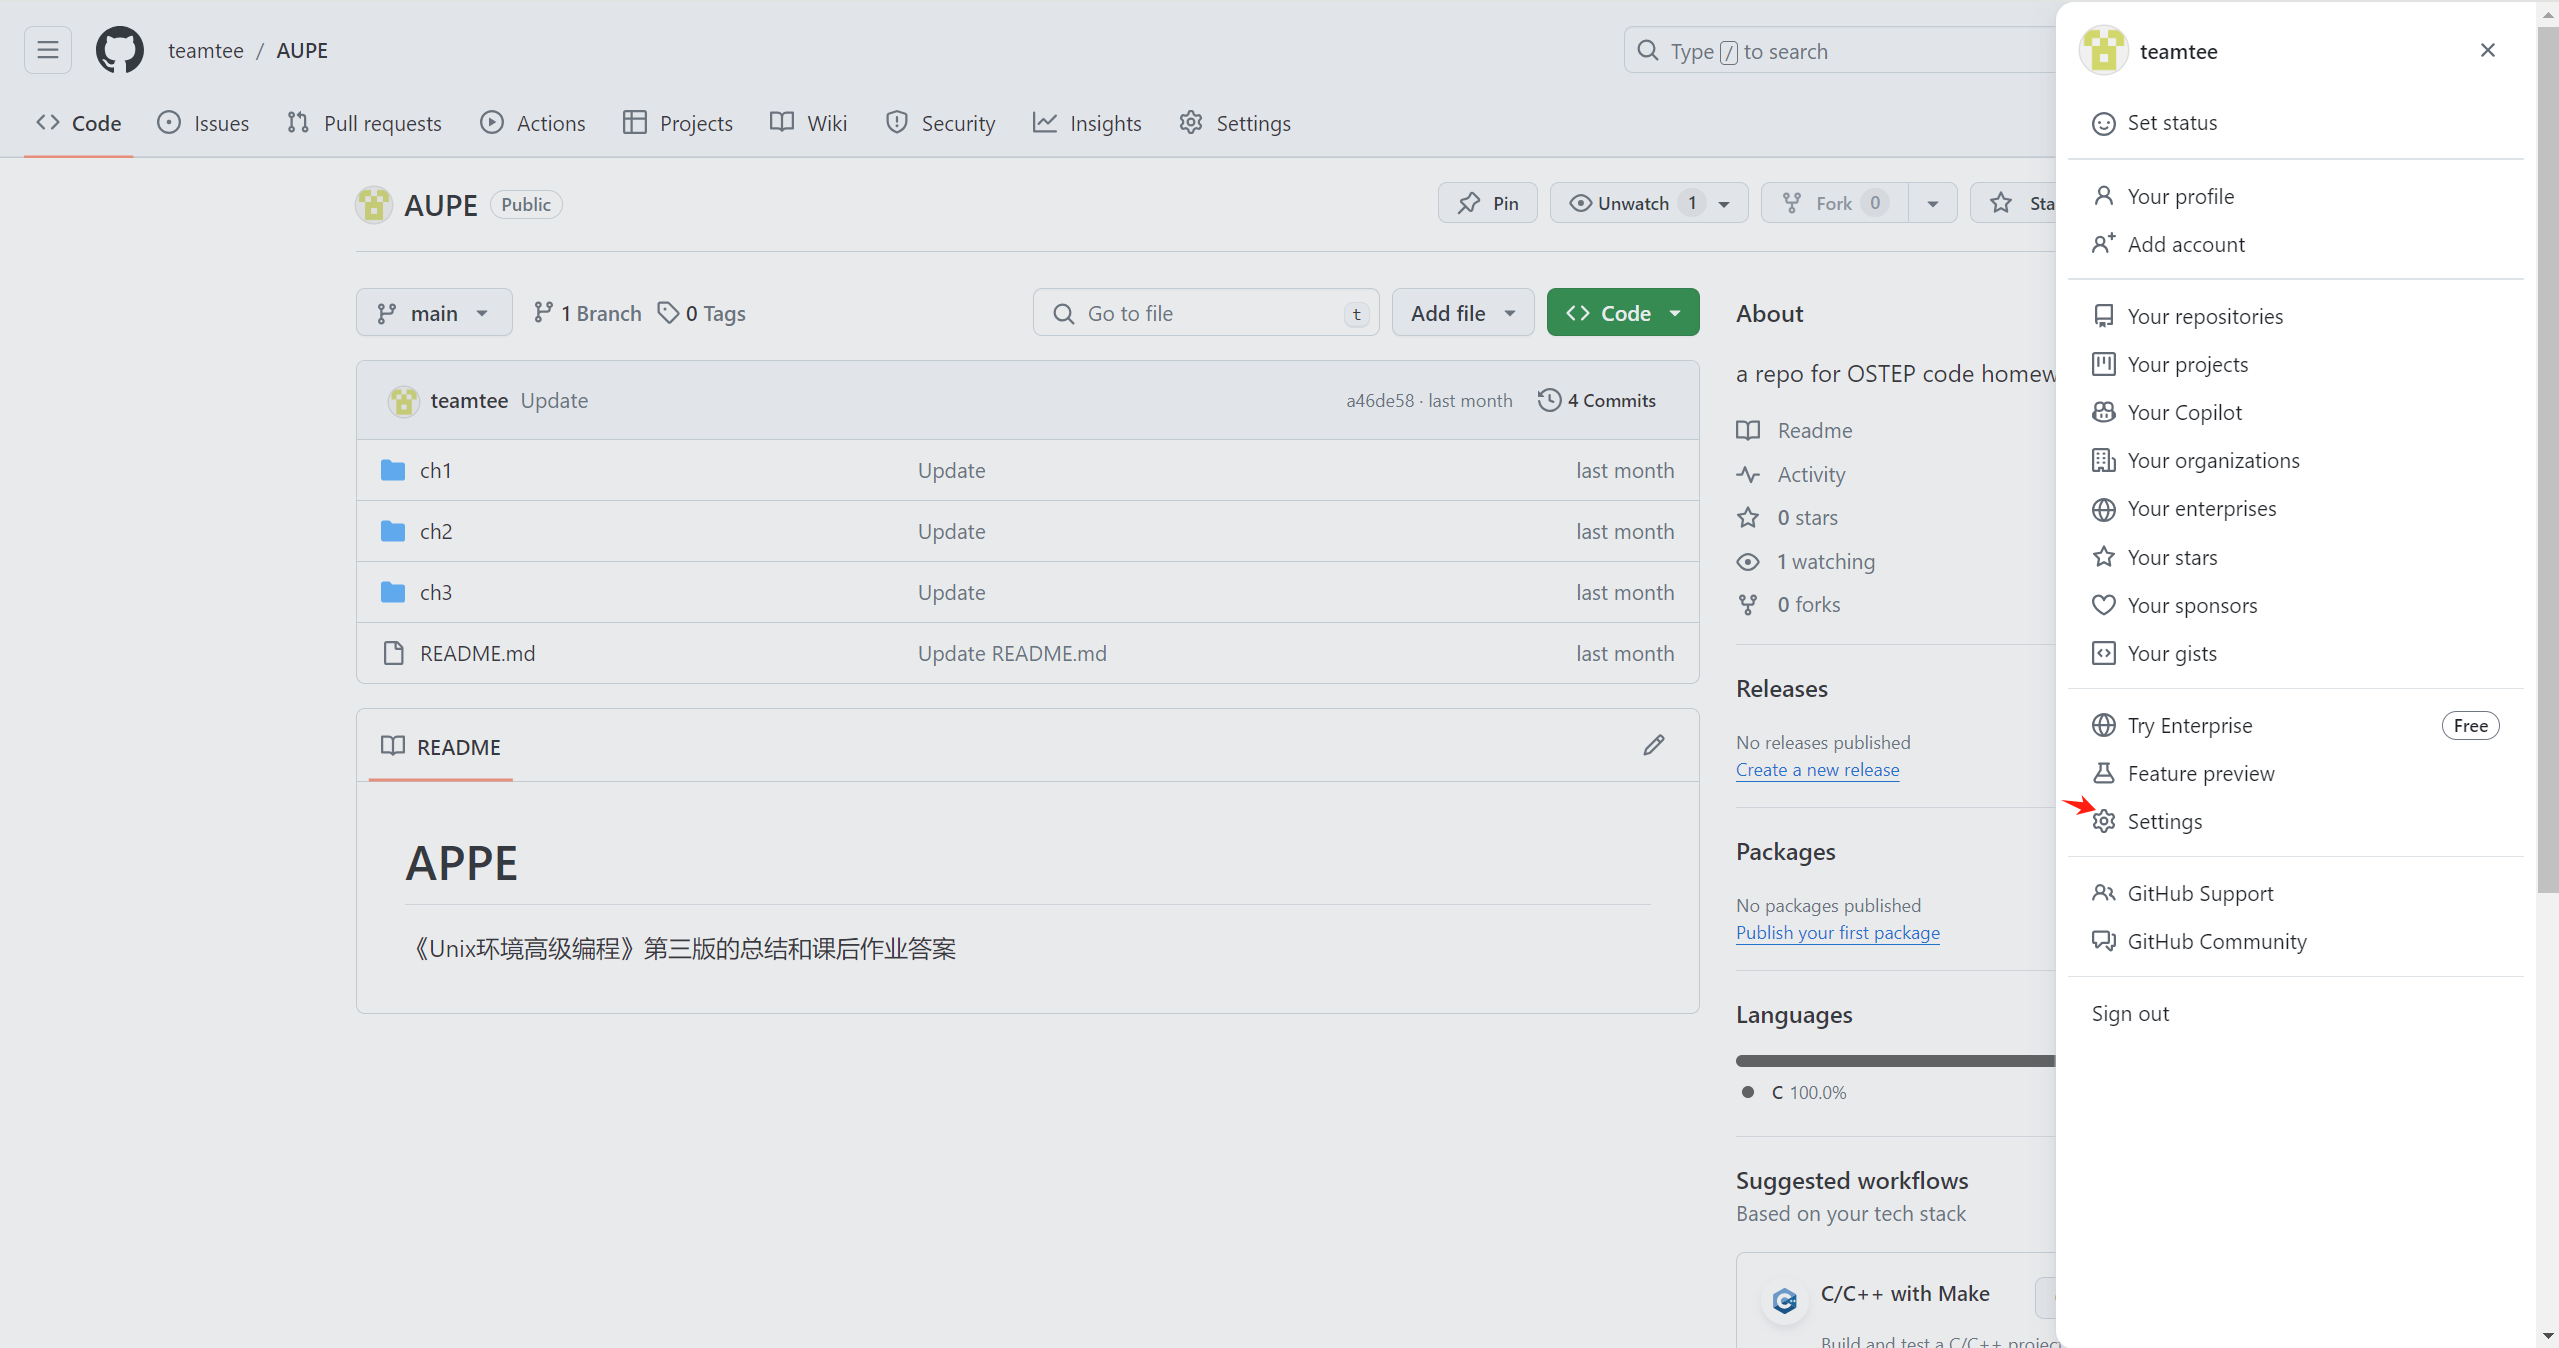 teamtee / AUPE
Type / to search
Code Issues Pull requests Actions Projects Wiki Security Insights Settings
AUPE Public
Pin Unwatch 1 Fork 0 Sta
main 1 Branch 0 Tags
Go to file t Add file Code
teamtee Update a46de58 · last month 4 Commits
ch1 Update last month
ch2 Update last month
ch3 Update last month
README.md Update README.md last month
README
APPE
《Unix环境高级编程》第三版的总结和课后作业答案
About
a repo for OSTEP code homew
Readme
Activity
0 stars
1 watching
0 forks
Releases
No releases published
Create a new release
Packages
No packages published
Publish your first package
Languages
C 100.0%
Suggested workflows
Based on your tech stack
C/C++ with Make
Build and test a C/C++ projec
teamtee
Set status
Your profile
Add account
Your repositories
Your projects
Your Copilot
Your organizations
Your enterprises
Your stars
Your sponsors
Your gists
Try Enterprise Free
Feature preview
Settings
GitHub Support
GitHub Community
Sign out